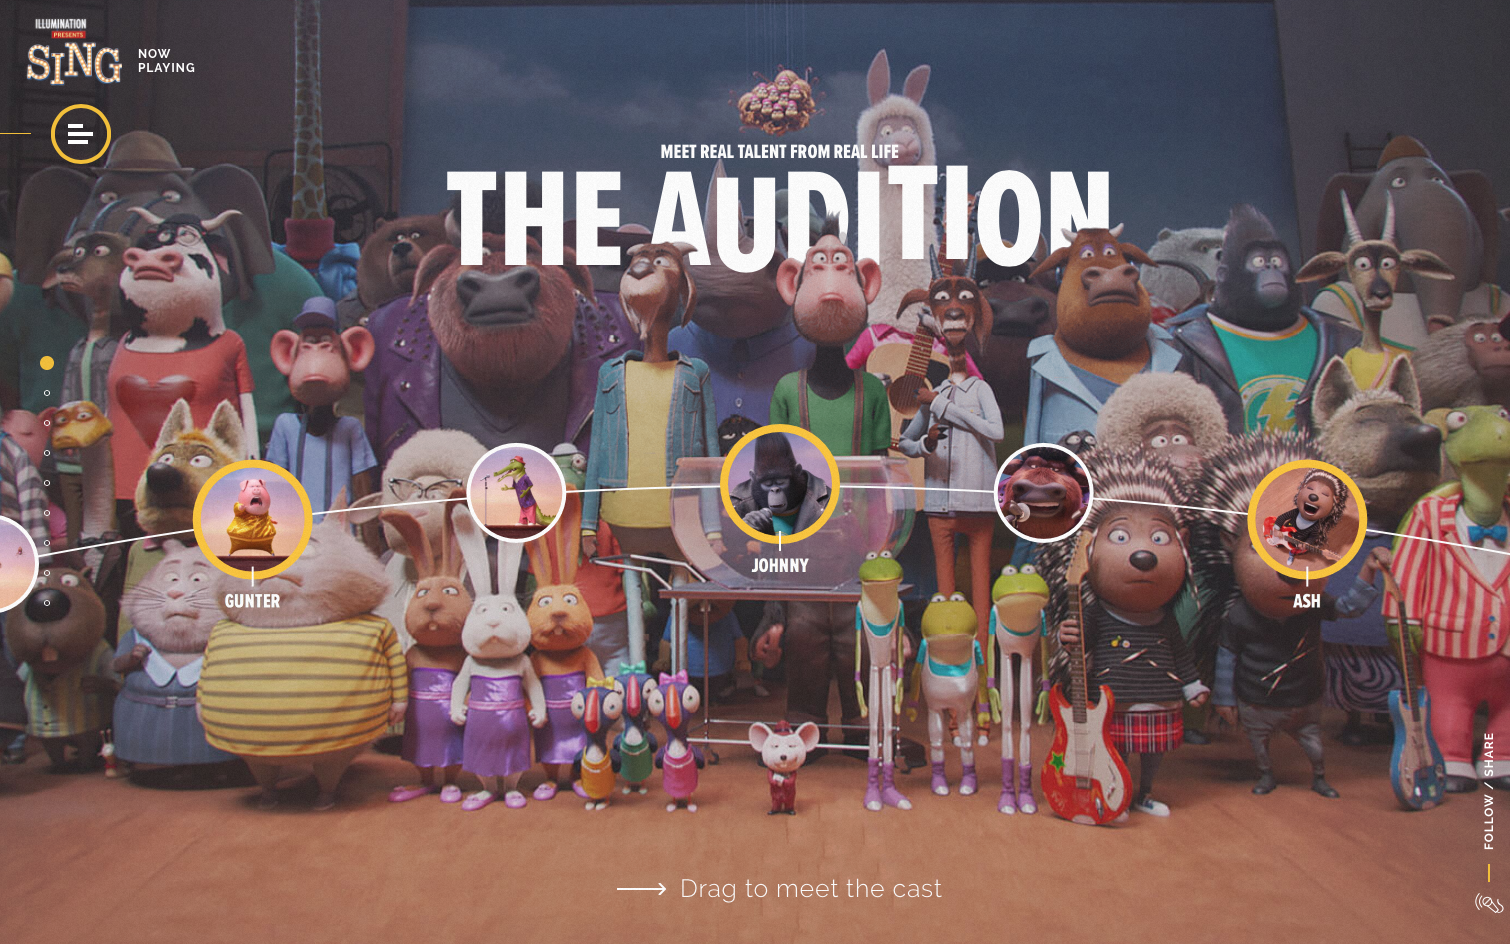 ILLUMINATION
PRESENTS
SING
NOW
PLAYING
MEET REAL TALENT FROM REAL LIFE
THE AUDITION
GUNTER
JOHNNY
ASH
FOLLOW / SHARE
Drag to meet the cast